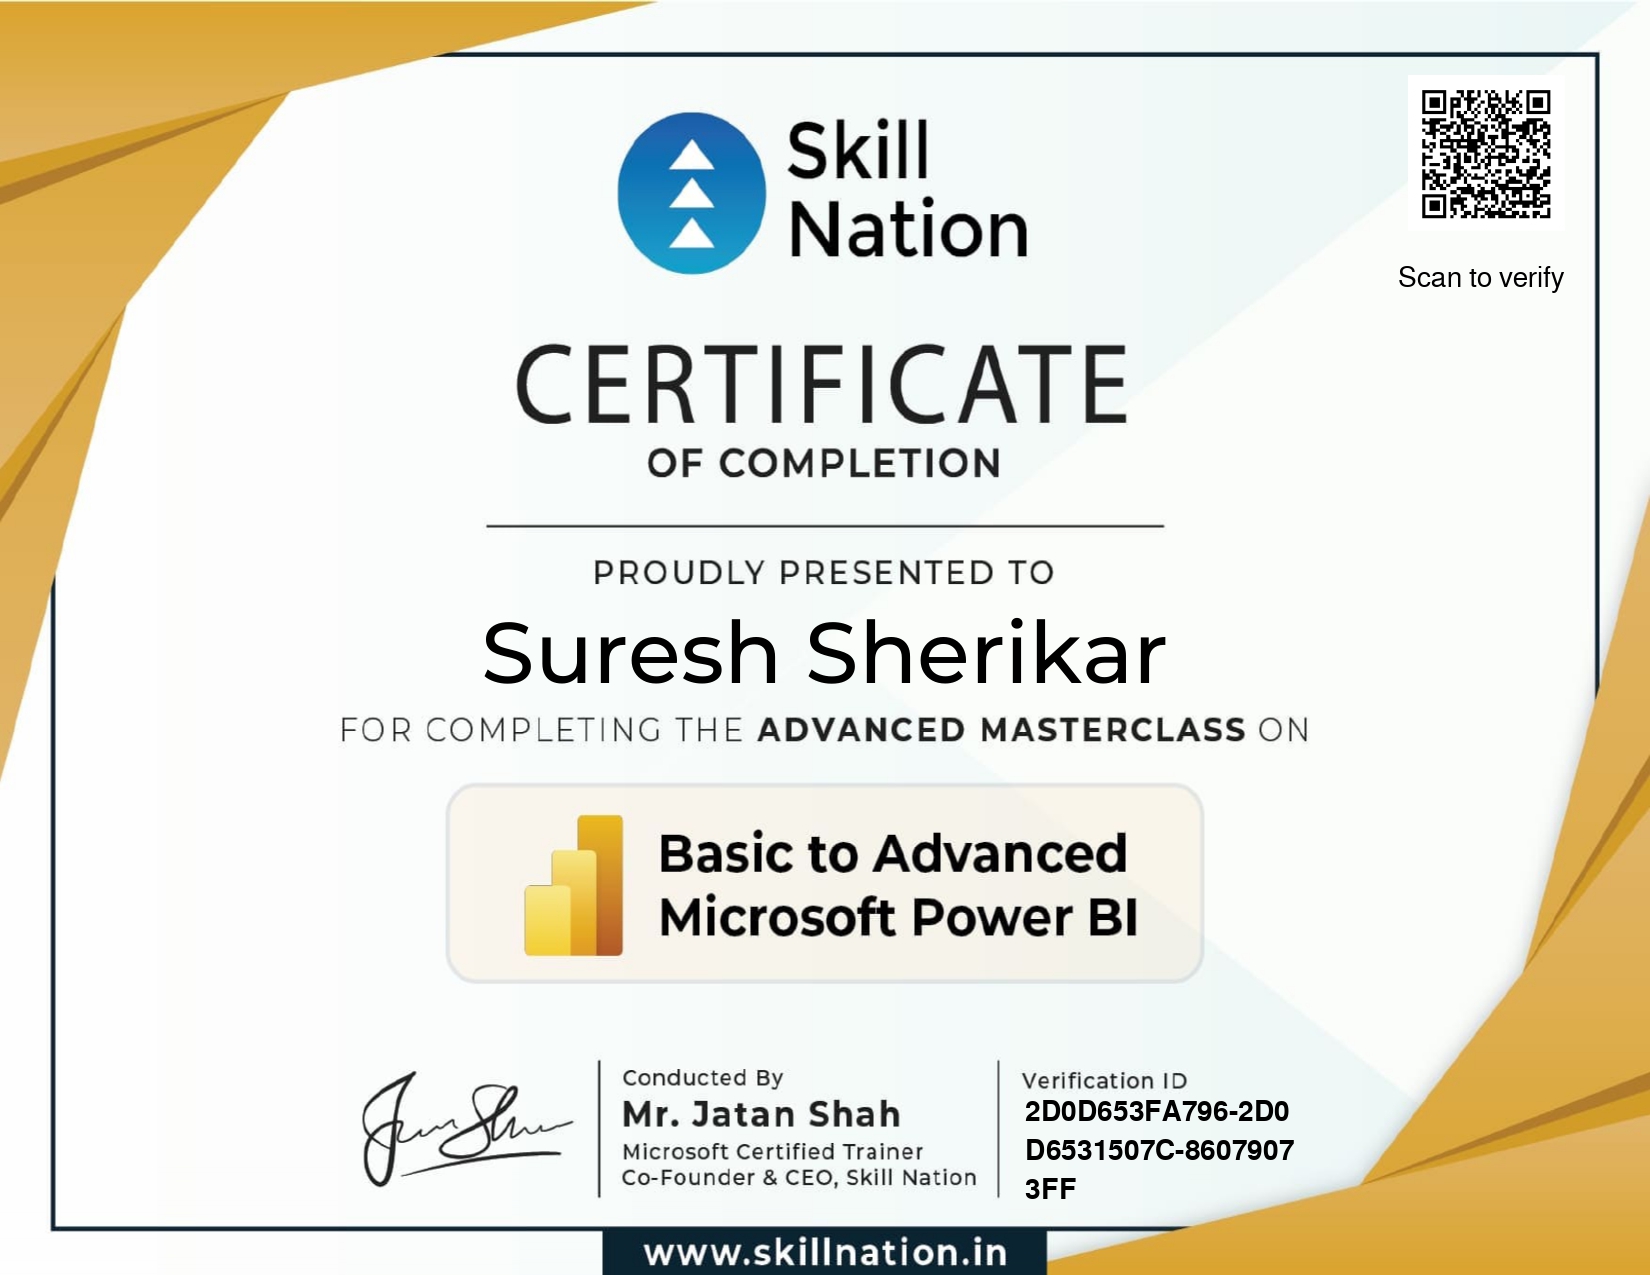 Skill
Nation
Scan to verify
CERTIFICATE
OF COMPLETION
PROUDLY PRESENTED TO
Suresh Sherikar
FOR COMPLETING THE ADVANCED MASTERCLASS ON
Basic to Advanced
Microsoft Power BI
Conducted By
Mr. Jatan Shah
Microsoft Certified Trainer
Co-Founder & CEO, Skill Nation
Verification ID
2D0D653FA796-2D0
D6531507C-8607907
3FF
www.skillnation.in